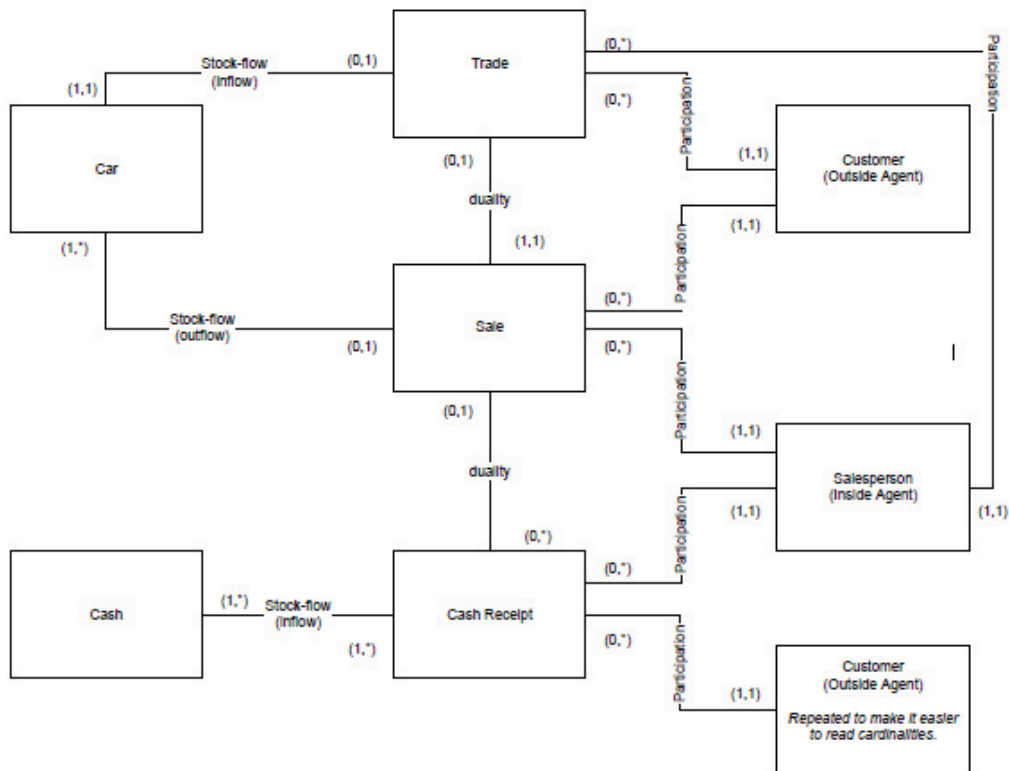 (0,*)
Participation
Stock-flow
(inflow)
(0,1)
Trade
(1,1)
(0,*)
Participation
(1,1)
Customer
(Outside Agent)
Car
(0,1)
duality
(1,1)
(1,*)
(1,1)
Participation
(0,*)
Stock-flow
(outflow)
(0,1)
Sale
(0,*)
Participation
(0,1)
(1,1)
duality
Salesperson
(Inside Agent)
(1,1)
(1,1)
Participation
(0,*)
(0,*)
Cash
(1,*)
Stock-flow
(inflow)
(1,*)
Cash Receipt
(0,*)
Participation
(1,1)
Customer
(Outside Agent)
Repeated to make it easier
to read cardinalities.